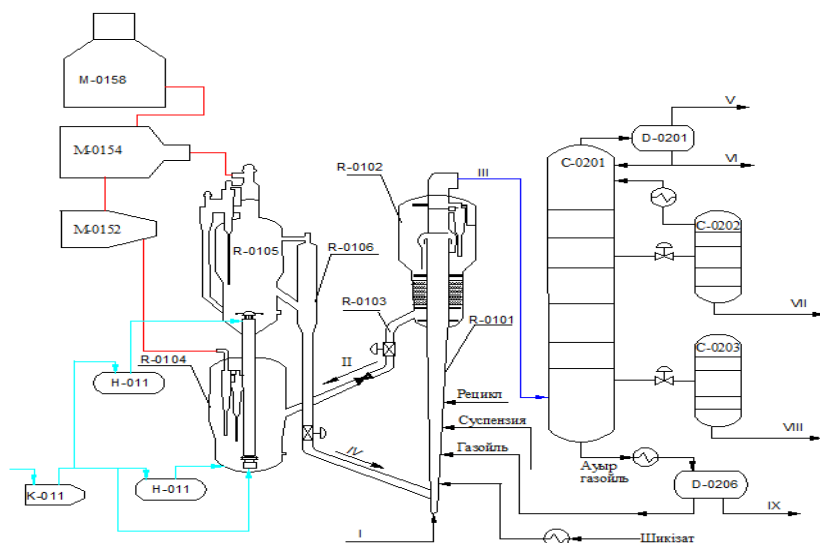 M-0158
V
D-0201
M-0154
C-0201
VI
R-0102
III
M-0152
C-0202
R-0105
R-0106
R-0103
VII
R-0101
C-0203
R-0104
II
H-011
Рецикл
Суспензия
VIII
IV
Газойль
Ауыр
газойль
D-0206
K-011
H-011
IX
I
Шикізат